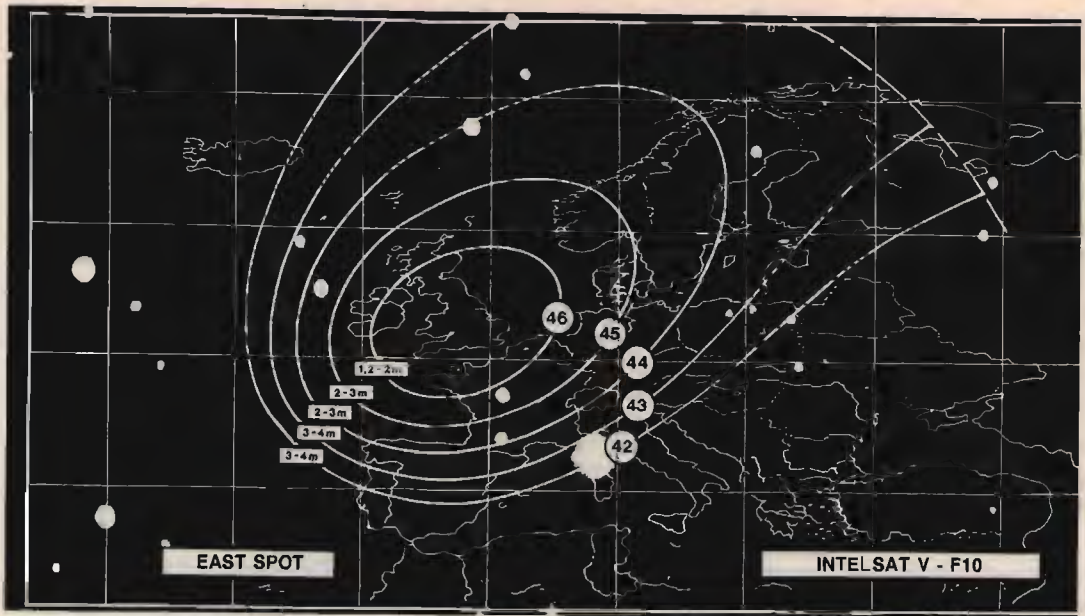 46
45
44
43
42
1,2-2m
2-3m
2-3m
3-4m
3-4m
EAST SPOT
INTELSAT V - F10